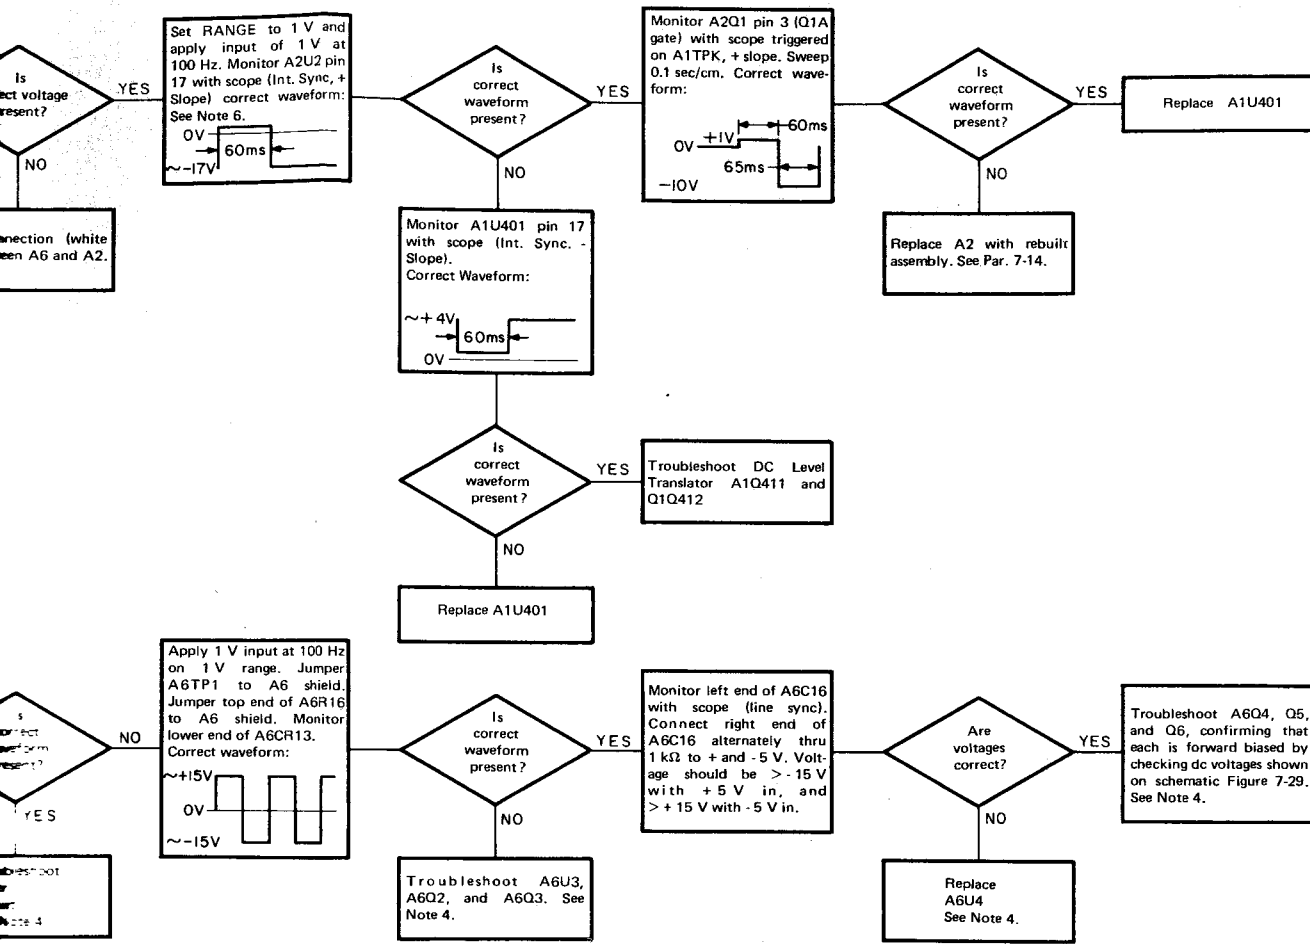 Is
voltage
present?
YES
NO
(white
A6 and A2.
Set RANGE to 1 V and
apply input of 1 V at
100 Hz. Monitor A2U2 pin
17 with scope (Int. Sync, +
Slope) correct waveform:
See Note 6.
0V
60ms
~-17V
Is
correct
waveform
present?
YES
NO
Monitor A2Q1 pin 3 (Q1A
gate) with scope triggered
on A1TPK, + slope. Sweep
0.1 sec/cm. Correct wave-
form:
+1V
60ms
0V
65ms
-10V
Is
correct
waveform
present?
YES
NO
Replace A1U401
Replace A2 with rebuilt
assembly. See Par. 7-14.
Monitor A1U401 pin 17
with scope (Int. Sync. -
Slope).
Correct Waveform:
~+4V
60ms
0V
Is
correct
waveform
present?
YES
NO
Troubleshoot DC Level
Translator A1Q411 and
Q1Q412
Replace A1U401
NO
YES
Note 4
Apply 1 V input at 100 Hz
on 1 V range. Jumper
A6TP1 to A6 shield.
Jumper top end of A6R16
to A6 shield. Monitor
lower end of A6CR13.
Correct waveform:
~+15V
0V
~-15V
Is
correct
waveform
present?
YES
NO
Troubleshoot A6U3,
A6Q2, and A6Q3. See
Note 4.
Monitor left end of A6C16
with scope (line sync).
Connect right end of
A6C16 alternately thru
1 kΩ to + and - 5 V. Volt-
age should be > - 15 V
with + 5 V in, and
> + 15 V with - 5 V in.
Are
voltages
correct?
YES
NO
Replace
A6U4
See Note 4.
Troubleshoot A6Q4, Q5,
and Q6, confirming that
each is forward biased by
checking dc voltages shown
on schematic Figure 7-29.
See Note 4.